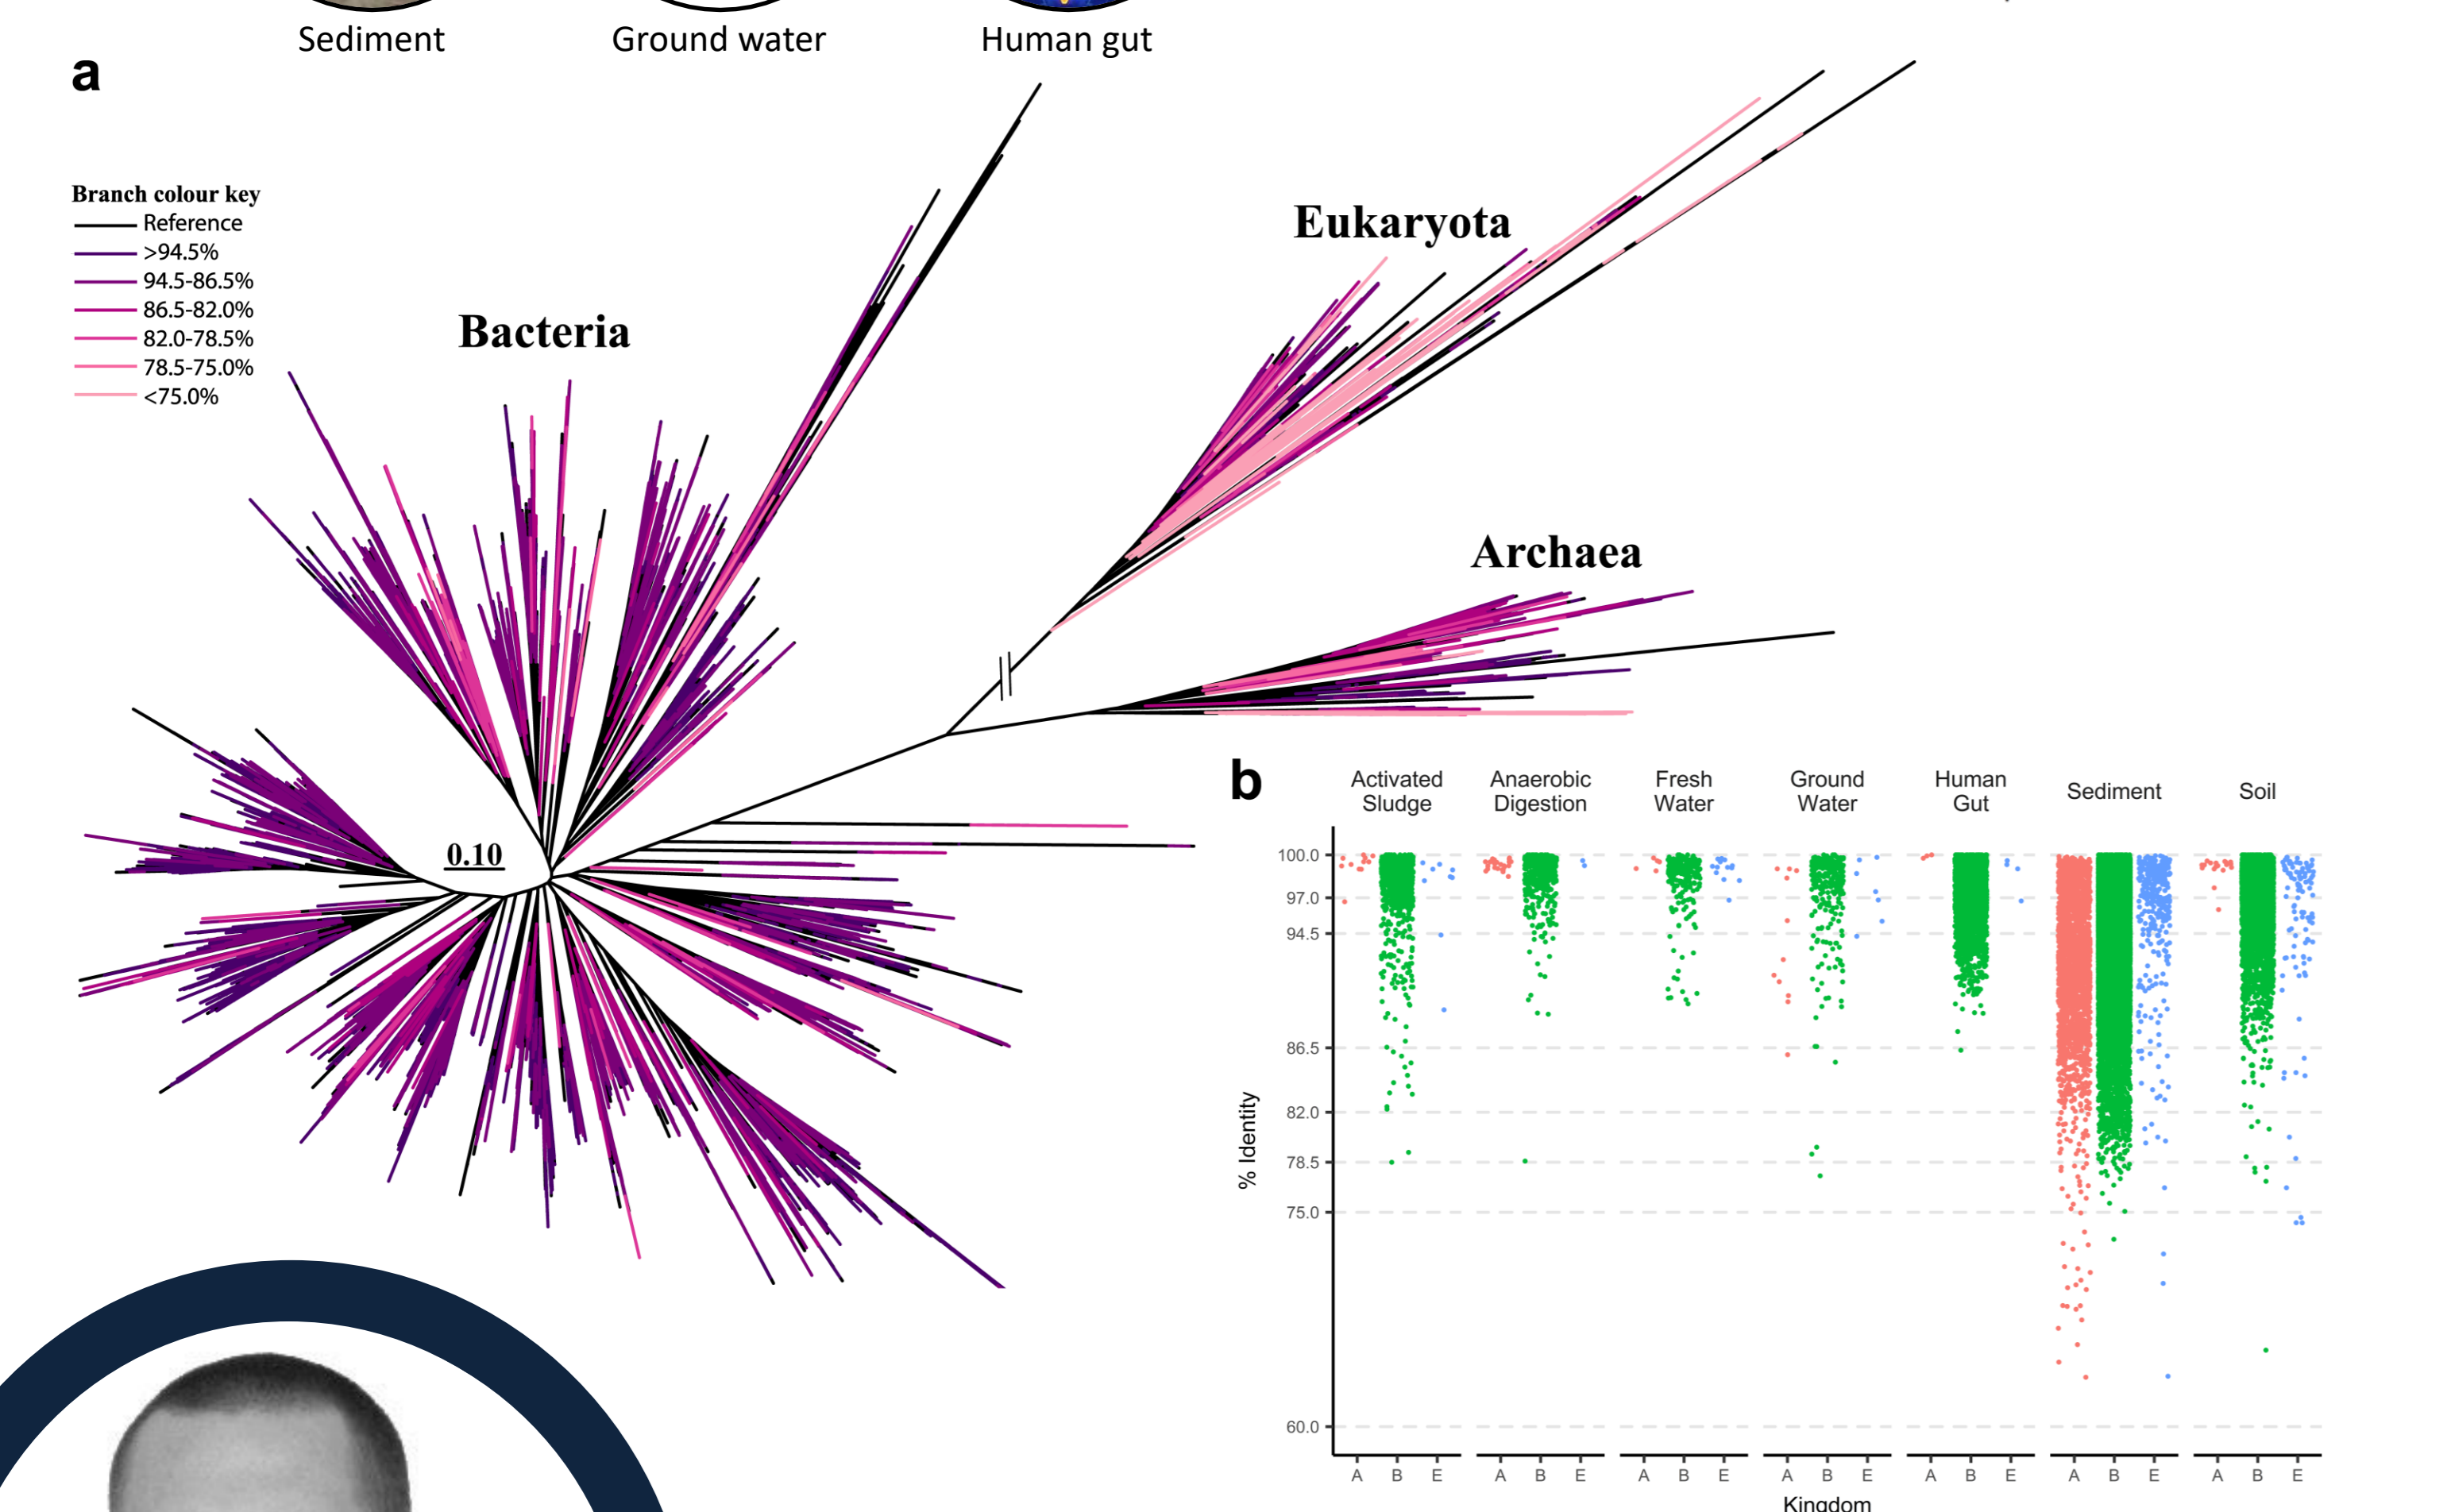 Sediment
Ground water
Human gut
a
Branch colour key
Reference
>94.5%
94.5-86.5%
86.5-82.0%
82.0-78.5%
78.5-75.0%
<75.0%
Bacteria
Eukaryota
Archaea
0.10
b
Activated
Sludge
Anaerobic
Digestion
Fresh
Water
Ground
Water
Human
Gut
Sediment
Soil
% Identity
100.0
97.0
94.5
86.5
82.0
78.5
75.0
60.0
A B E A B E A B E A B E A B E A B E A B E
Kingdom